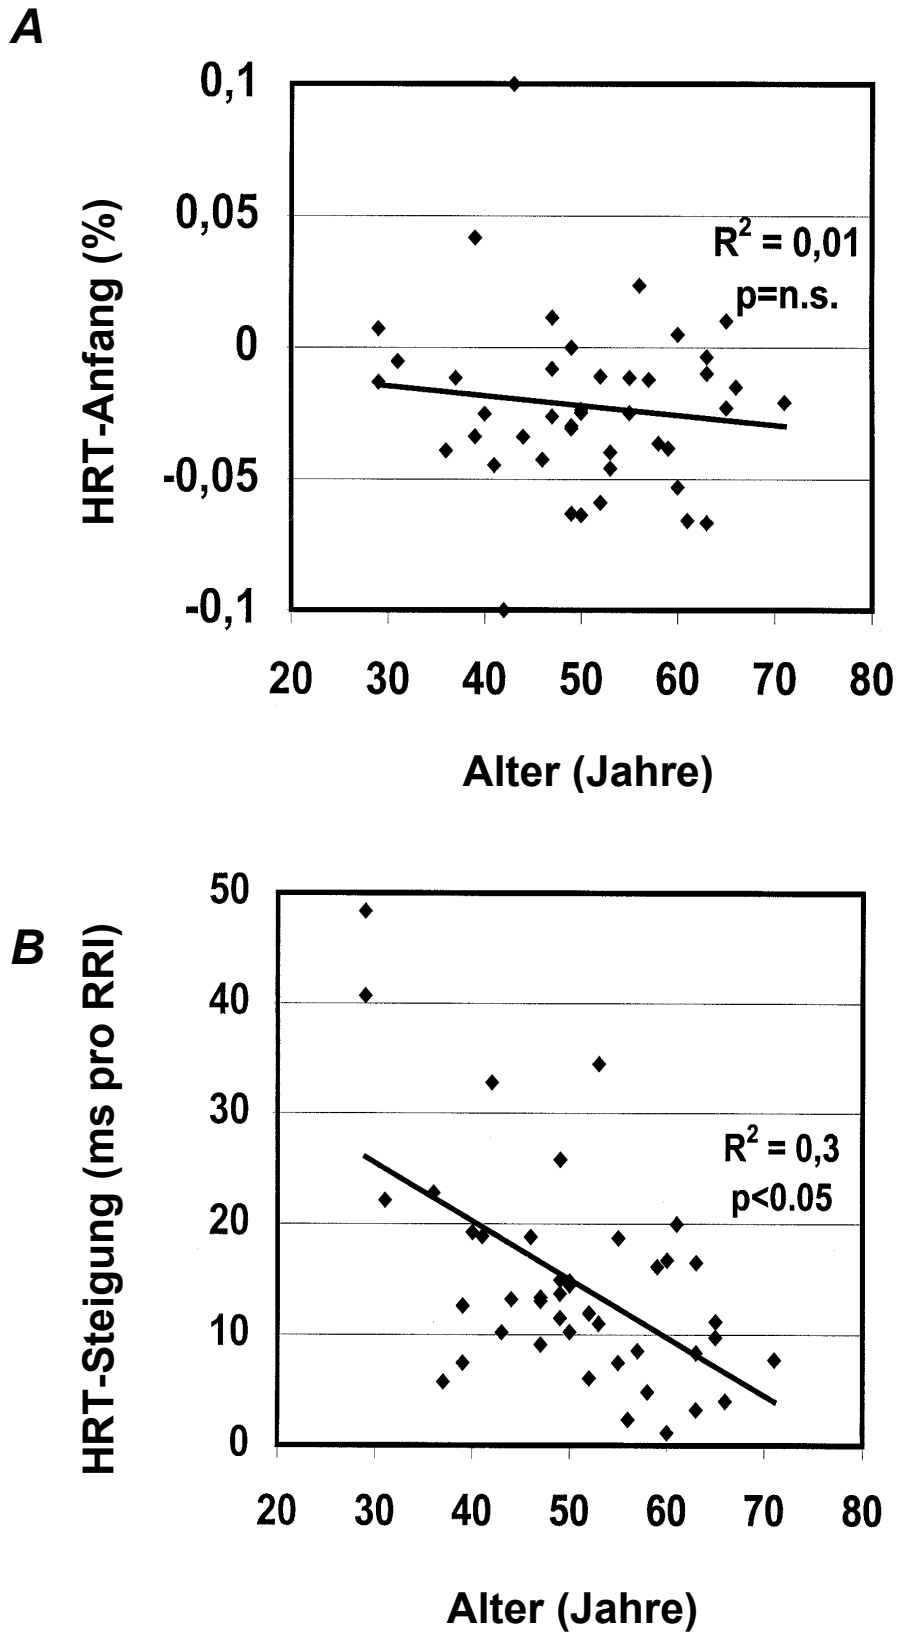 A
HRT-Anfang (%)
0,1
0,05
0
-0,05
-0,1
R² = 0,01
p=n.s.
20 30 40 50 60 70 80
Alter (Jahre)
B
HRT-Steigung (ms pro RRI)
50
40
30
20
10
0
R² = 0,3
p<0.05
20 30 40 50 60 70 80
Alter (Jahre)